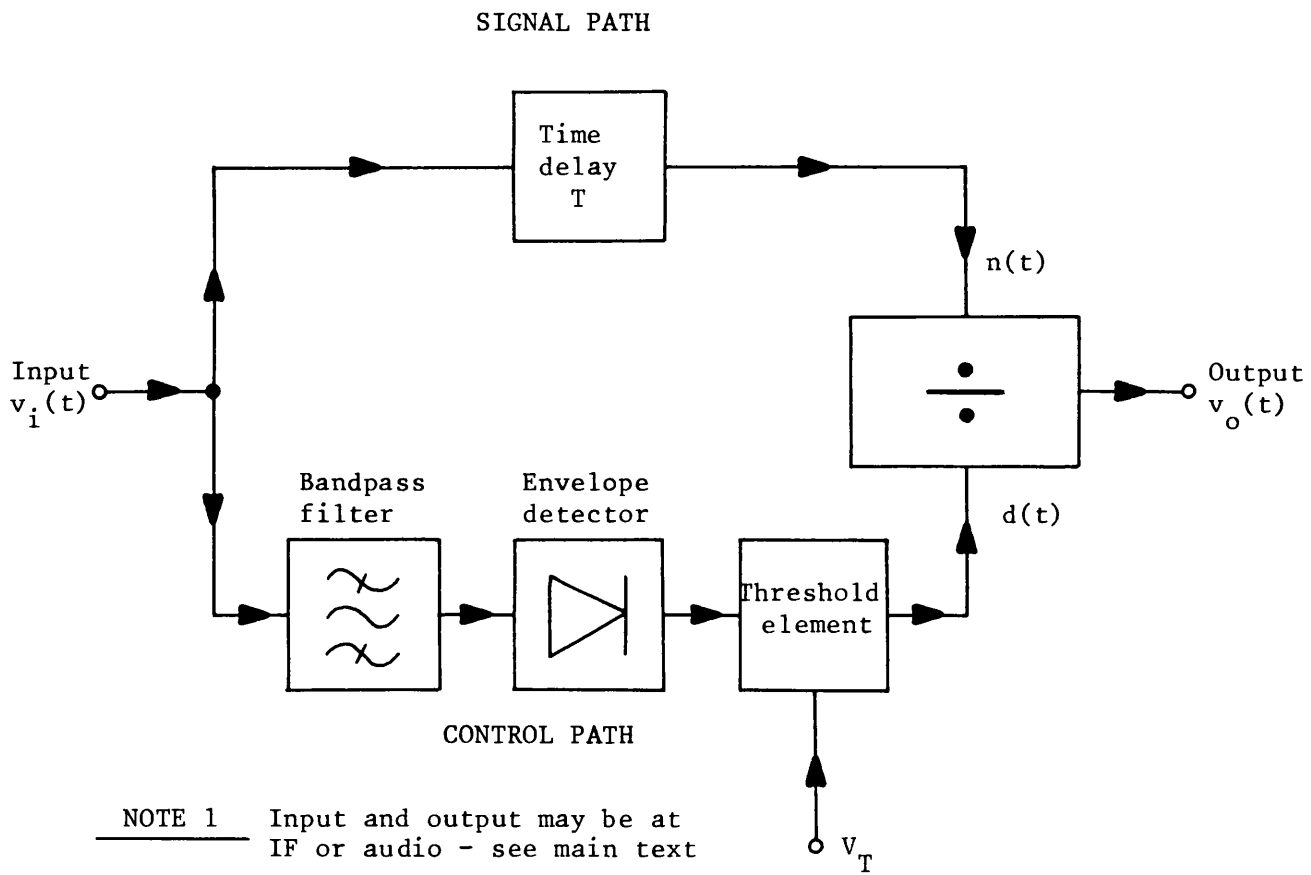 SIGNAL PATH
Time
delay
T
n(t)
Input
v_i(t)
Output
v_o(t)
Bandpass
filter
Envelope
detector
d(t)
Threshold
element
CONTROL PATH
NOTE 1 Input and output may be at
IF or audio - see main text
V_T